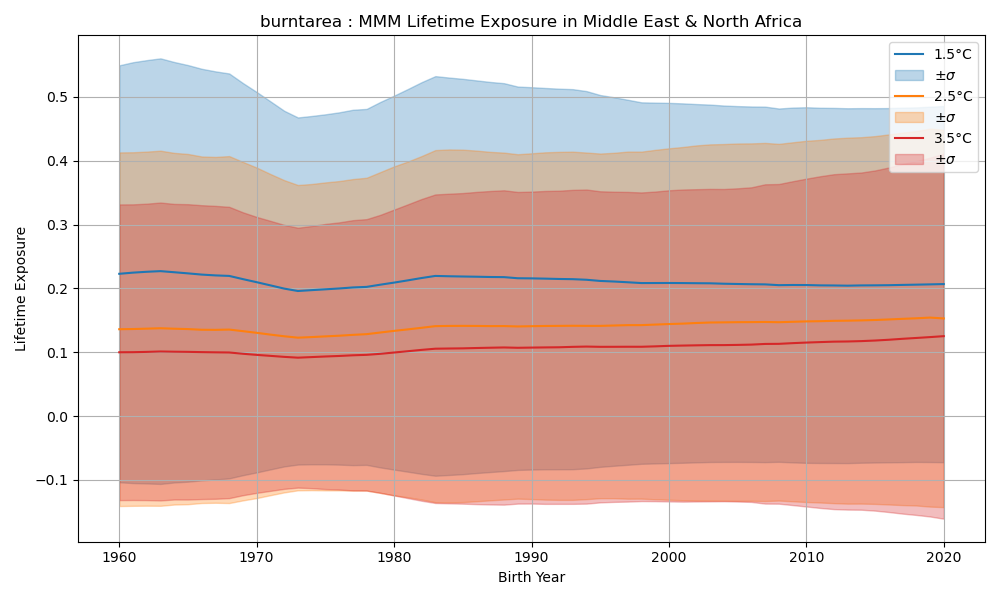 burntarea : MMM Lifetime Exposure in Middle East & North Africa
1.5°C
±σ
2.5°C
±σ
3.5°C
±σ
Lifetime Exposure
0.5
0.4
0.3
0.2
0.1
0.0
−0.1
1960 1970 1980 1990 2000 2010 2020
Birth Year